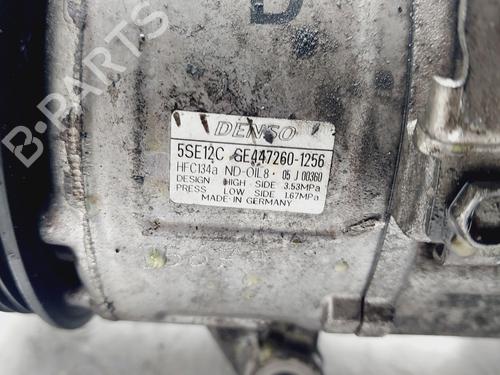 D
DENSO
5SE12C GE447260-1256
HFC134a ND-OIL8 · 05 J 00360
DESIGN HIGH SIDE 3.53MPa
PRESS LOW SIDE 1.67MPa
MADE IN GERMANY
B-Parts